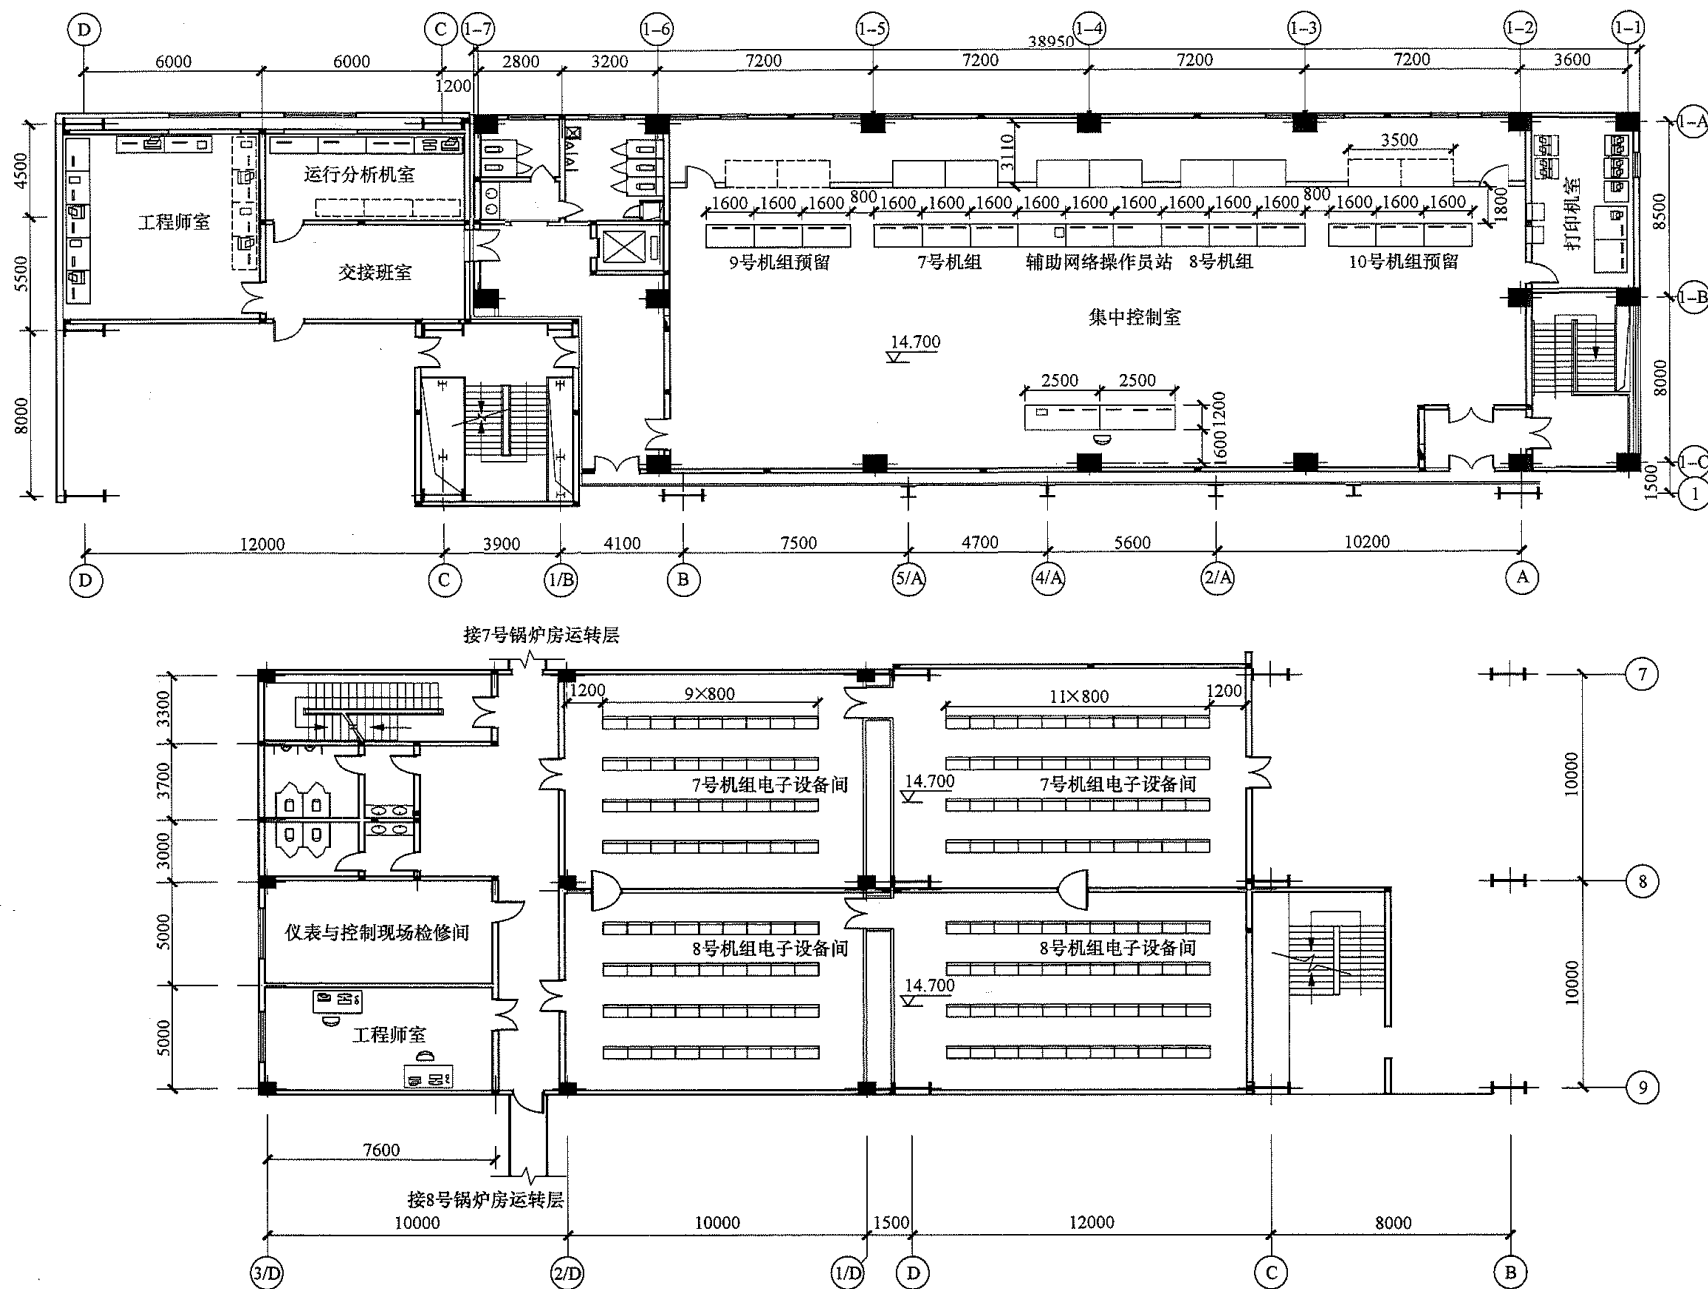 D
C
1-7
1-6
1-5
1-4
1-3
1-2
1-1
38950
6000
6000
1200
2800
3200
7200
7200
7200
7200
3600
1-A
4500
5500
8000
运行分析机室
工程师室
交接班室
3110
3500
1800
1600
1600
1600
800
1600
1600
1600
1600
1600
1600
1600
1600
1600
800
1600
1600
1600
9号机组预留
7号机组
辅助网络操作员站
8号机组
10号机组预留
打印机室
8500
1-B
集中控制室
14.700
2500
2500
1200
1600
8000
1-C
1500
1
12000
3900
4100
7500
4700
5600
10200
D
C
1/B
B
5/A
4/A
2/A
A
接7号锅炉房运转层
3300
3700
3000
5000
5000
1200
9×800
11×800
1200
7
7号机组电子设备间
14.700
7号机组电子设备间
10000
8
仪表与控制现场检修间
8号机组电子设备间
8号机组电子设备间
14.700
10000
工程师室
9
7600
接8号锅炉房运转层
10000
10000
1500
12000
8000
3/D
2/D
1/D
D
C
B